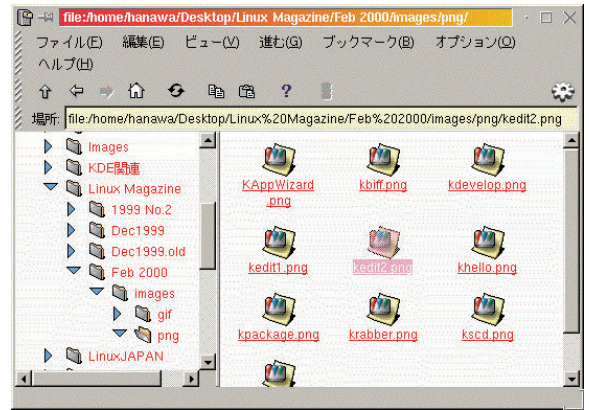 file:/home/hanawa/Desktop/Linux Magazine/Feb 2000/images/png/
ファイル(F) 編集(E) ビュー(V) 進む(G) ブックマーク(B) オプション(O)
ヘルプ(H)
場所: file:/home/hanawa/Desktop/Linux%20Magazine/Feb%202000/images/png/kedit2.png
Images
KDE関連
Linux Magazine
1999 No.2
Dec1999
Dec1999.old
Feb 2000
images
gif
png
LinuxJAPAN
KAppWizard
.png
kbiff.png
kdevelop.png
kedit1.png
kedit2.png
khello.png
kpackage.png
krabber.png
kscd.png